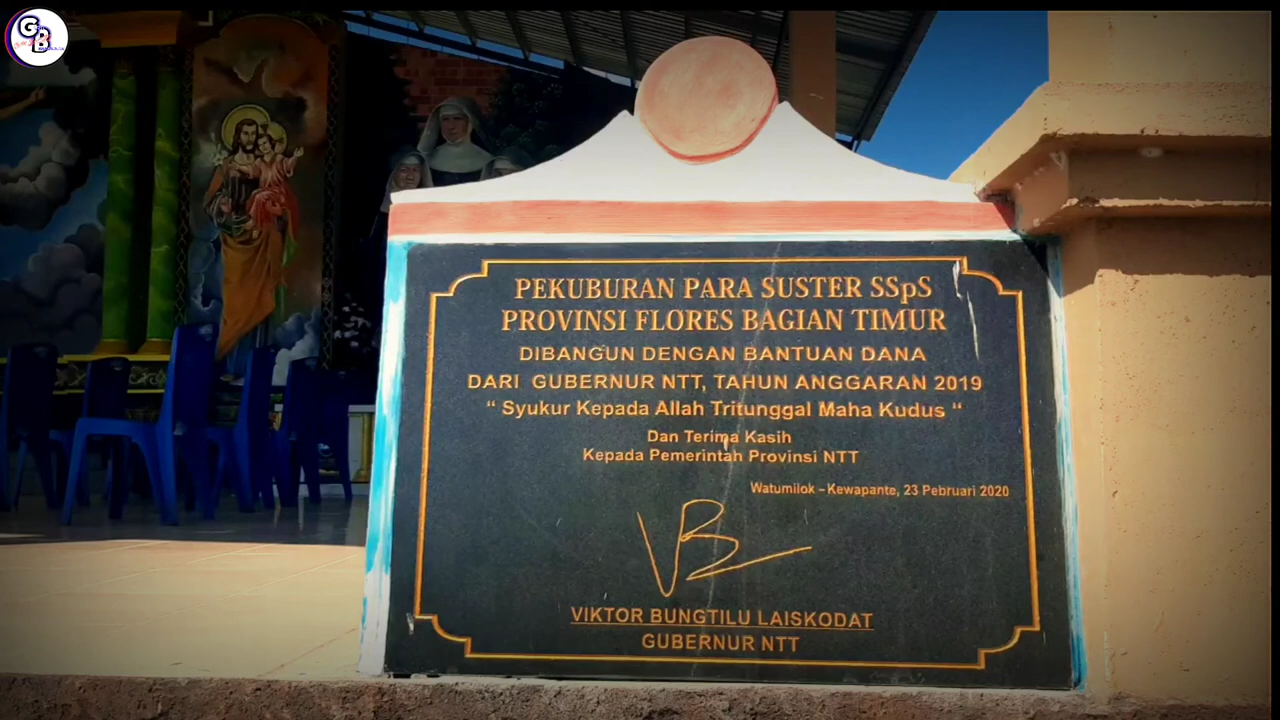 GB
PEKUBURAN PARA SUSTER SSpS
PROVINSI FLORES BAGIAN TIMUR
DIBANGUN DENGAN BANTUAN DANA
DARI GUBERNUR NTT, TAHUN ANGGARAN 2019
“ Syukur Kepada Allah Tritunggal Maha Kudus “
Dan Terima Kasih
Kepada Pemerintah Provinsi NTT
Watumilok – Kewapante, 23 Pebruari 2020
VIKTOR BUNGTILU LAISKODAT
GUBERNUR NTT